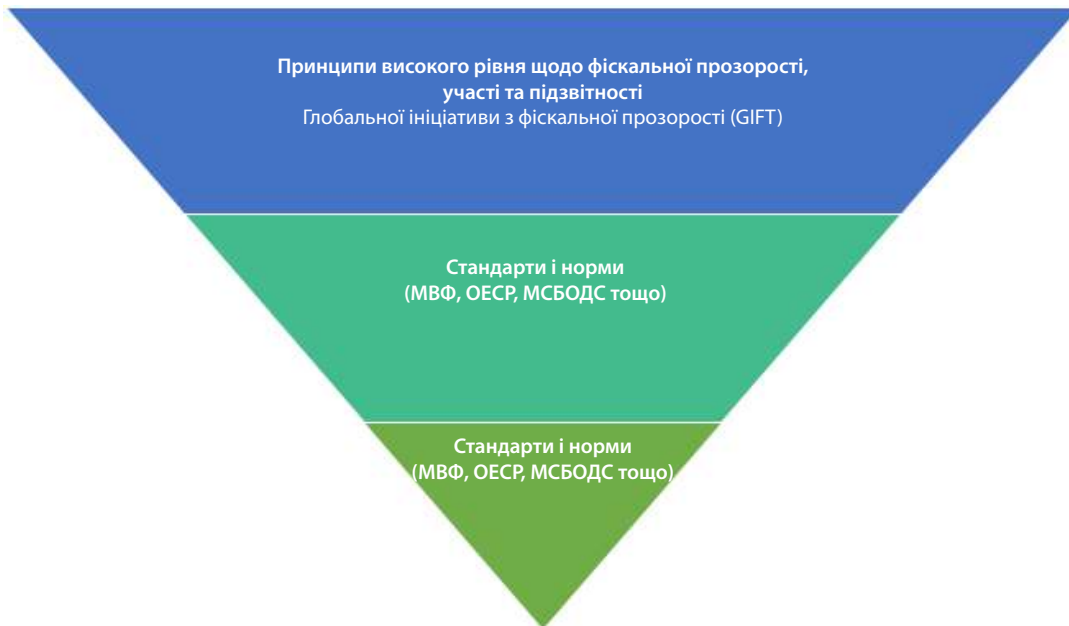 Принципи високого рівня щодо фіскальної прозорості,
участі та підзвітності
Глобальної ініціативи з фіскальної прозорості (GIFT)
Стандарти і норми
(МВФ, ОЕСР, МСБОДС тощо)
Стандарти і норми
(МВФ, ОЕСР, МСБОДС тощо)